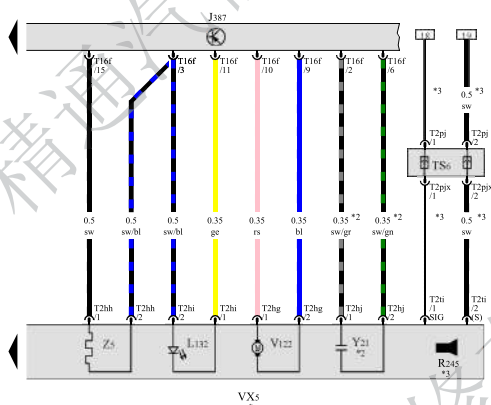 J387
18 19
T16f /15 T16f /3 T16f /11 T16f /10 T16f /9 T16f /2 T16f /6
*3 0.5 sw *3
T2pj /1 T2pj /2
TS6
T2pjx /1 T2pjx /2
0.5 sw
0.5 sw/bl
0.5 sw/bl
0.35 ge
0.35 rs
0.35 bl
0.35 *2 sw/gr
0.35 *2 sw/gn
*3
0.5 *3 sw
T2hh /1 T2hh /2 T2hi /2 T2hi /1 T2hg /1 T2hg /2 T2hj /1 T2hj /2 T2ti /1 SIG T2ti /2 (S)
Z5
L132
V122
Y21 *2
R245 *3
VX5
精通汽